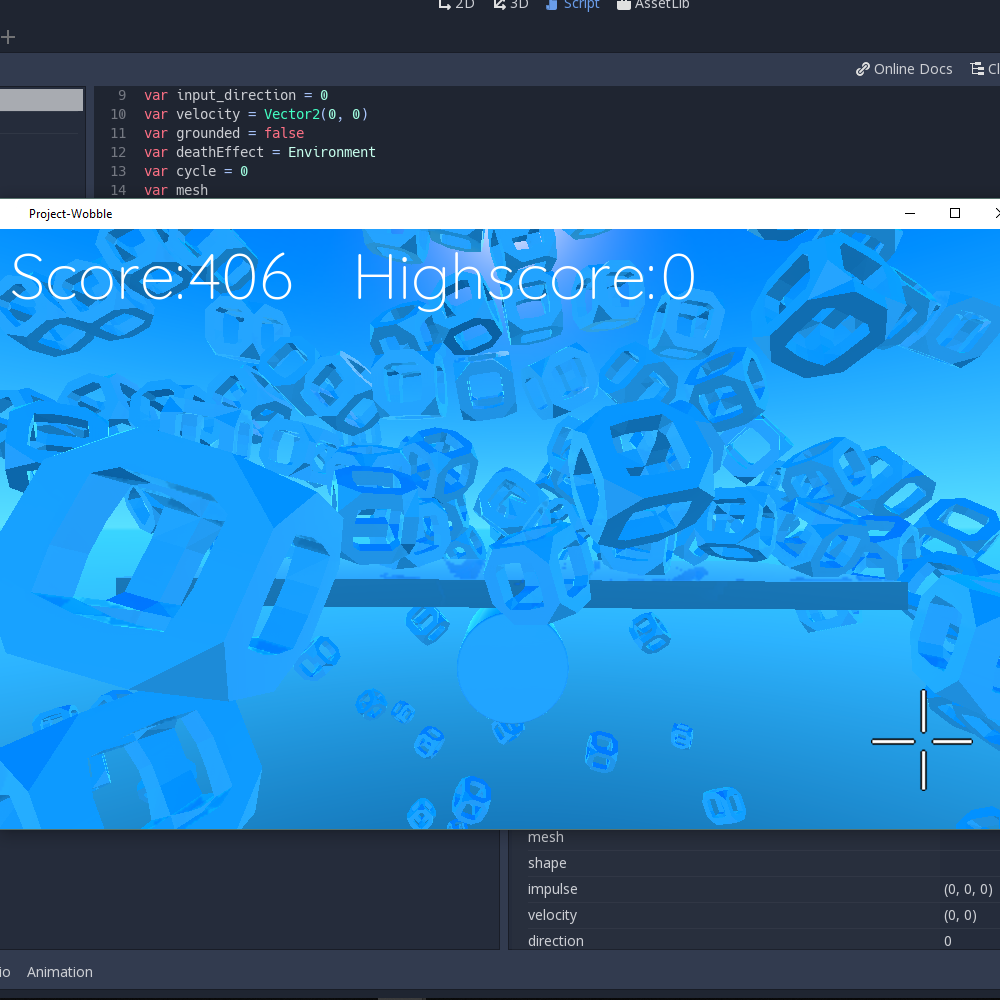 2D 3D Script AssetLib
Online Docs
9 var input_direction = 0
10 var velocity = Vector2(0, 0)
11 var grounded = false
12 var deathEffect = Environment
13 var cycle = 0
14 var mesh
Project-Wobble
Score:406 Highscore:0
mesh
shape
impulse (0, 0, 0)
velocity (0, 0)
direction 0
io Animation